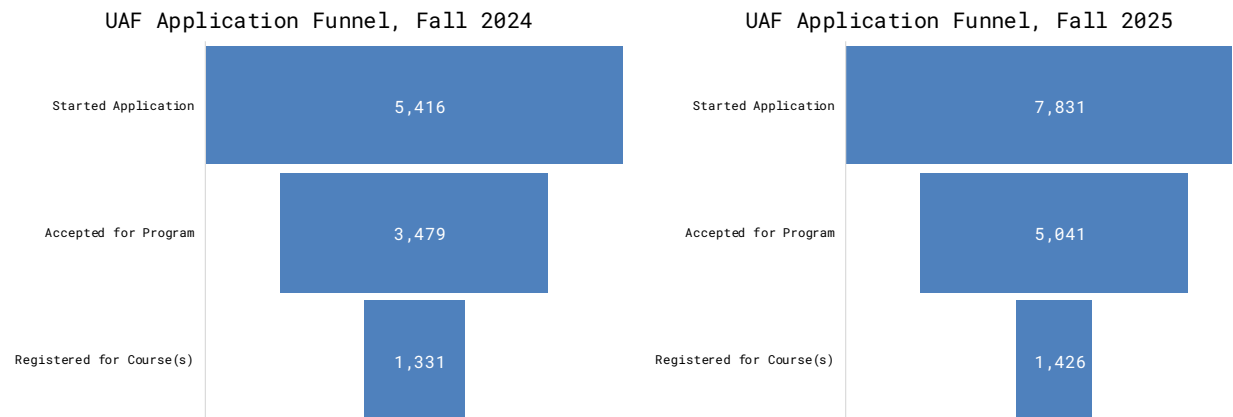 UAF Application Funnel, Fall 2024
Started Application
5,416
Accepted for Program
3,479
Registered for Course(s)
1,331
UAF Application Funnel, Fall 2025
Started Application
7,831
Accepted for Program
5,041
Registered for Course(s)
1,426